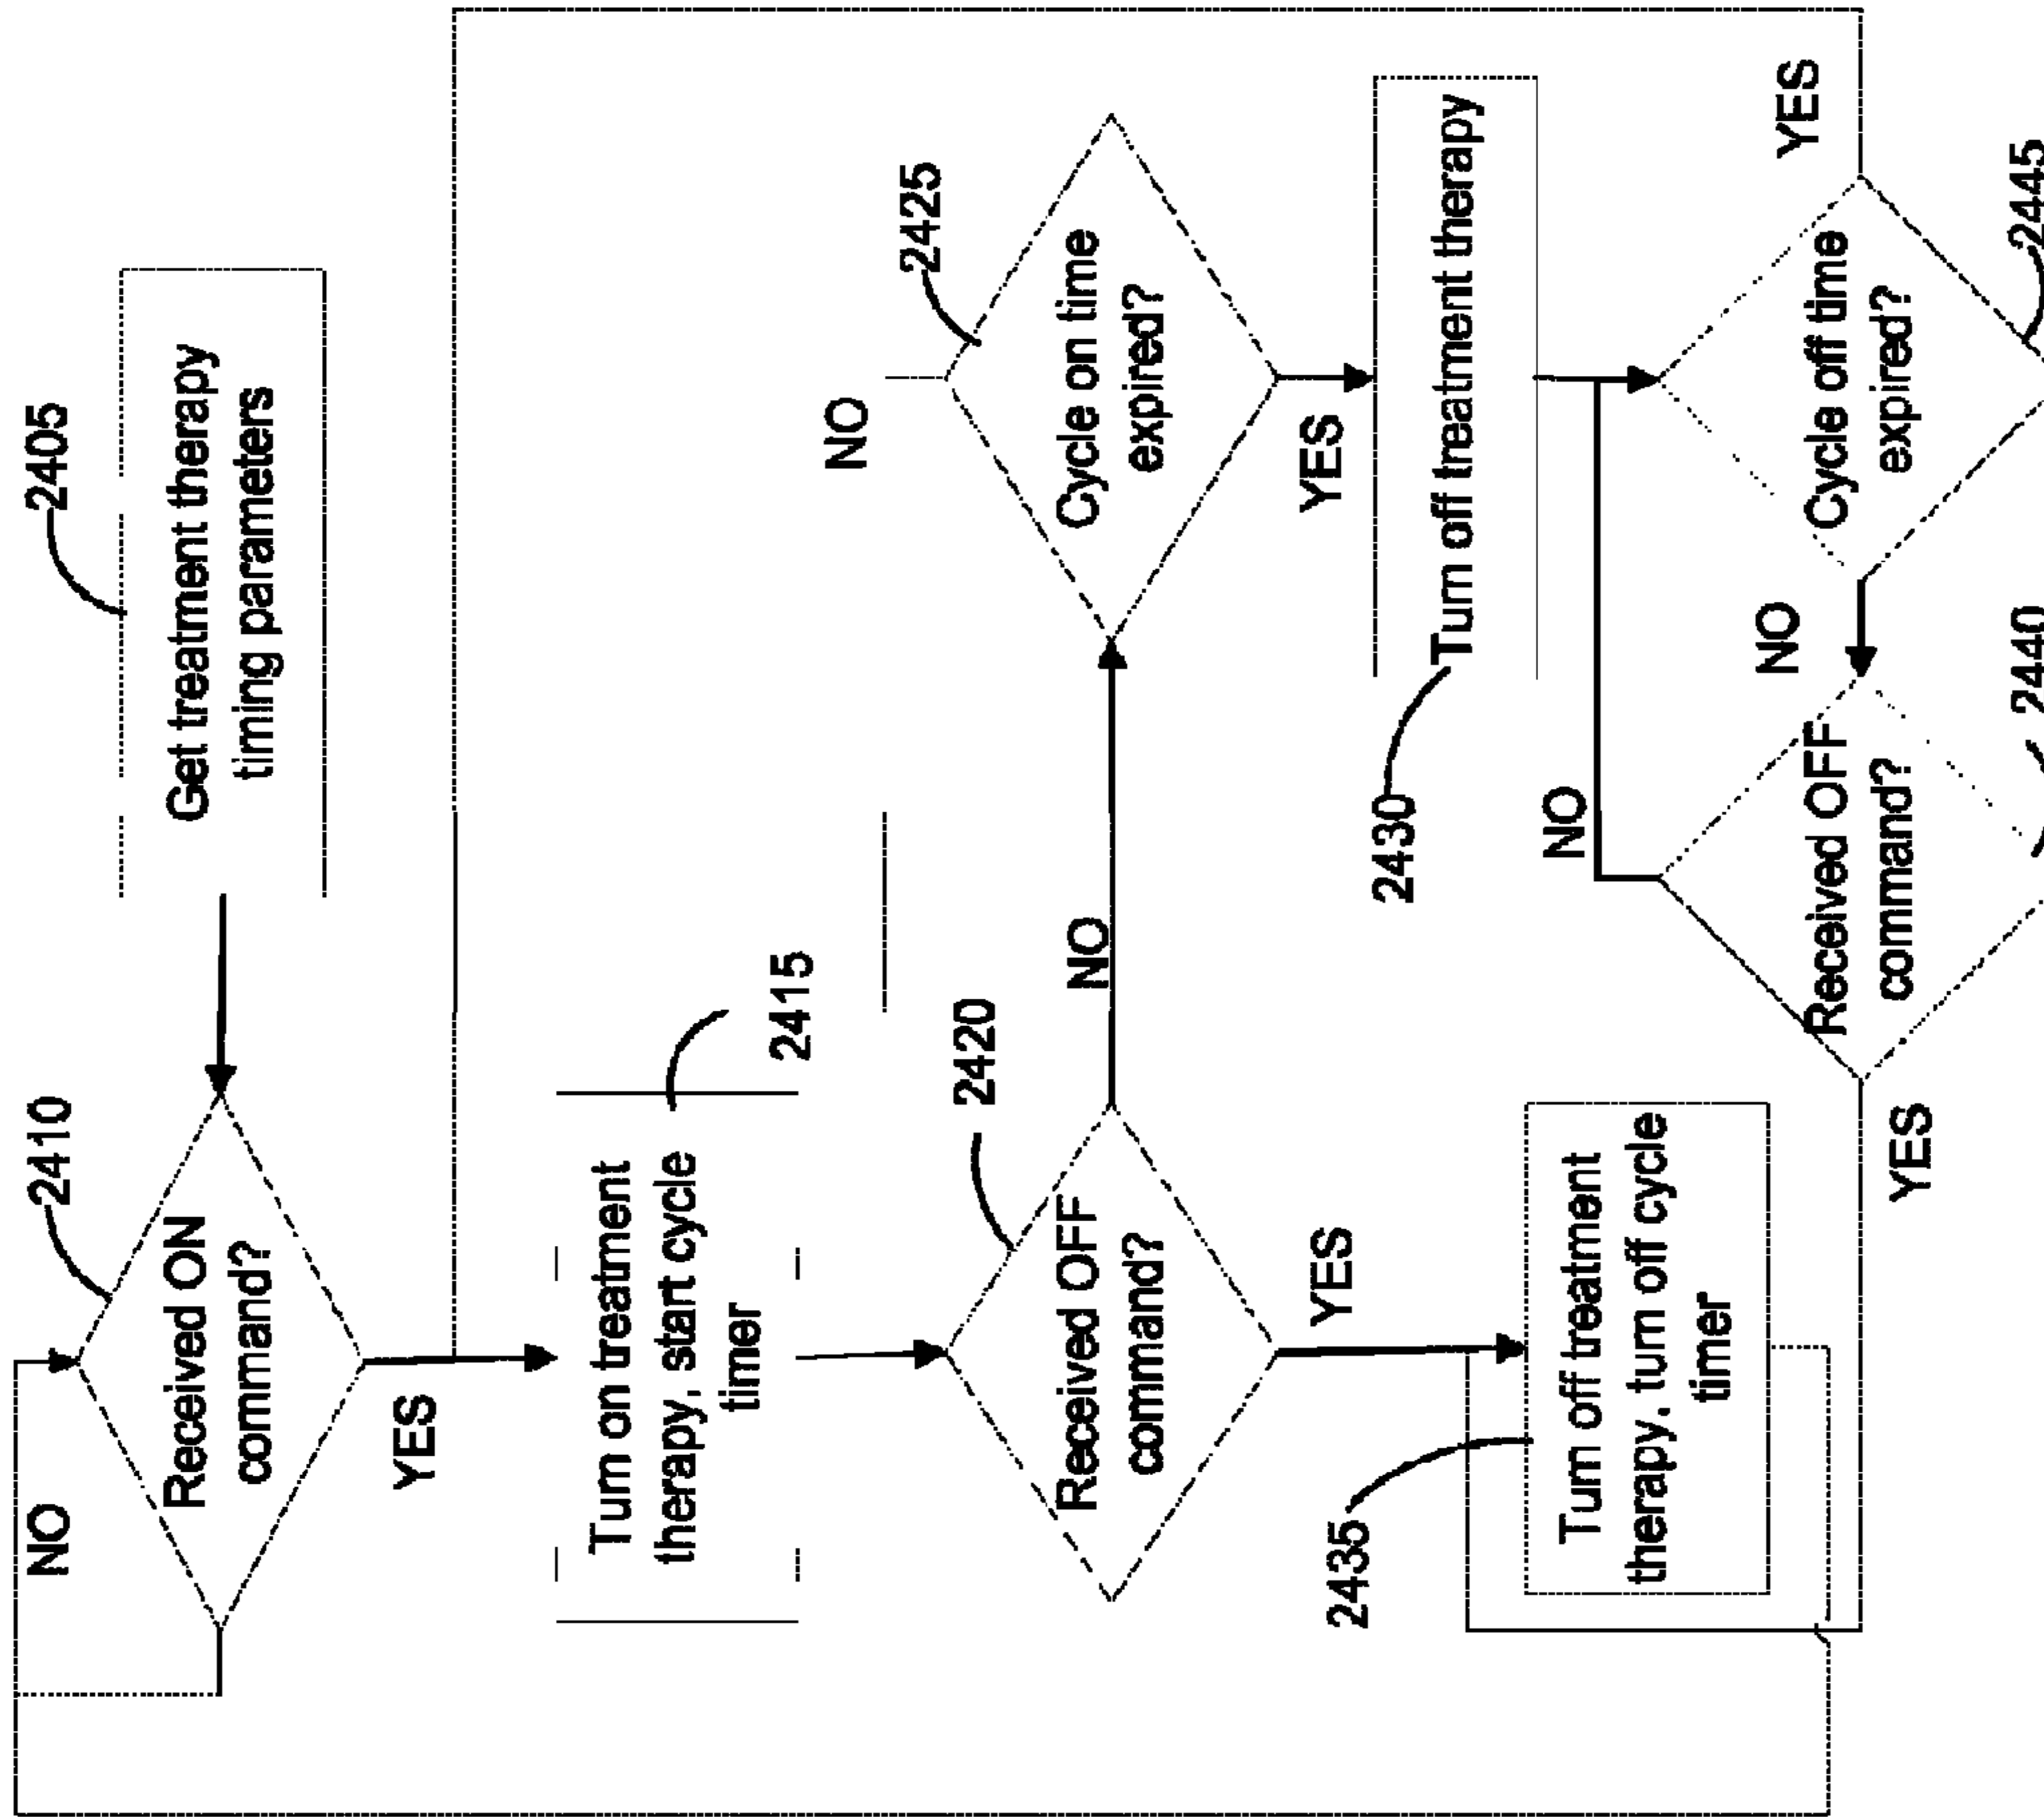 2405
Get treatment therapy
timing parameters
2410
Received ON
command?
NO
YES
2415
Turn on treatment
therapy, start cycle
timer
2420
Received OFF
command?
NO
YES
2425
Cycle on time
expired?
NO
YES
2430
Turn off treatment therapy
2435
Turn off treatment
therapy, turn off cycle
timer
2445
Cycle off time
expired?
YES
NO
2440
Received OFF
command?
NO
YES